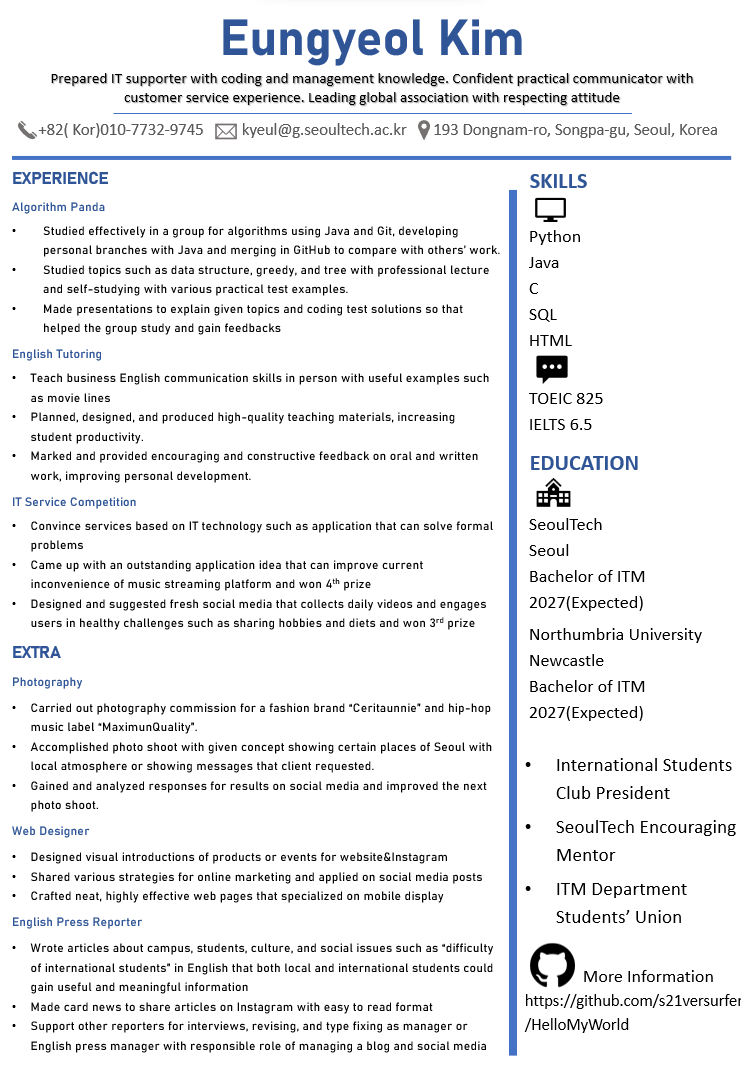 Eungyeol Kim
Prepared IT supporter with coding and management knowledge. Confident practical communicator with
customer service experience. Leading global association with respecting attitude
+82( Kor)010-7732-9745 kyeul@g.seoultech.ac.kr 193 Dongnam-ro, Songpa-gu, Seoul, Korea
EXPERIENCE
Algorithm Panda
• Studied effectively in a group for algorithms using Java and Git, developing
personal branches with Java and merging in GitHub to compare with others' work.
• Studied topics such as data structure, greedy, and tree with professional lecture
and self-studying with various practical test examples.
• Made presentations to explain given topics and coding test solutions so that
helped the group study and gain feedbacks
English Tutoring
• Teach business English communication skills in person with useful examples such
as movie lines
• Planned, designed, and produced high-quality teaching materials, increasing
student productivity.
• Marked and provided encouraging and constructive feedback on oral and written
work, improving personal development.
IT Service Competition
• Convince services based on IT technology such as application that can solve formal
problems
• Came up with an outstanding application idea that can improve current
inconvenience of music streaming platform and won 4th prize
• Designed and suggested fresh social media that collects daily videos and engages
users in healthy challenges such as sharing hobbies and diets and won 3rd prize
EXTRA
Photography
• Carried out photography commission for a fashion brand “Ceritaunnie” and hip-hop
music label “MaximunQuality”.
• Accomplished photo shoot with given concept showing certain places of Seoul with
local atmosphere or showing messages that client requested.
• Gained and analyzed responses for results on social media and improved the next
photo shoot.
Web Designer
• Designed visual introductions of products or events for website&Instagram
• Shared various strategies for online marketing and applied on social media posts
• Crafted neat, highly effective web pages that specialized on mobile display
English Press Reporter
• Wrote articles about campus, students, culture, and social issues such as “difficulty
of international students” in English that both local and international students could
gain useful and meaningful information
• Made card news to share articles on Instagram with easy to read format
• Support other reporters for interviews, revising, and type fixing as manager or
English press manager with responsible role of managing a blog and social media
SKILLS
Python
Java
C
SQL
HTML
TOEIC 825
IELTS 6.5
EDUCATION
SeoulTech
Seoul
Bachelor of ITM
2027(Expected)
Northumbria University
Newcastle
Bachelor of ITM
2027(Expected)
• International Students
Club President
• SeoulTech Encouraging
Mentor
• ITM Department
Students’ Union
More Information
https://github.com/s21versurfer
/HelloMyWorld